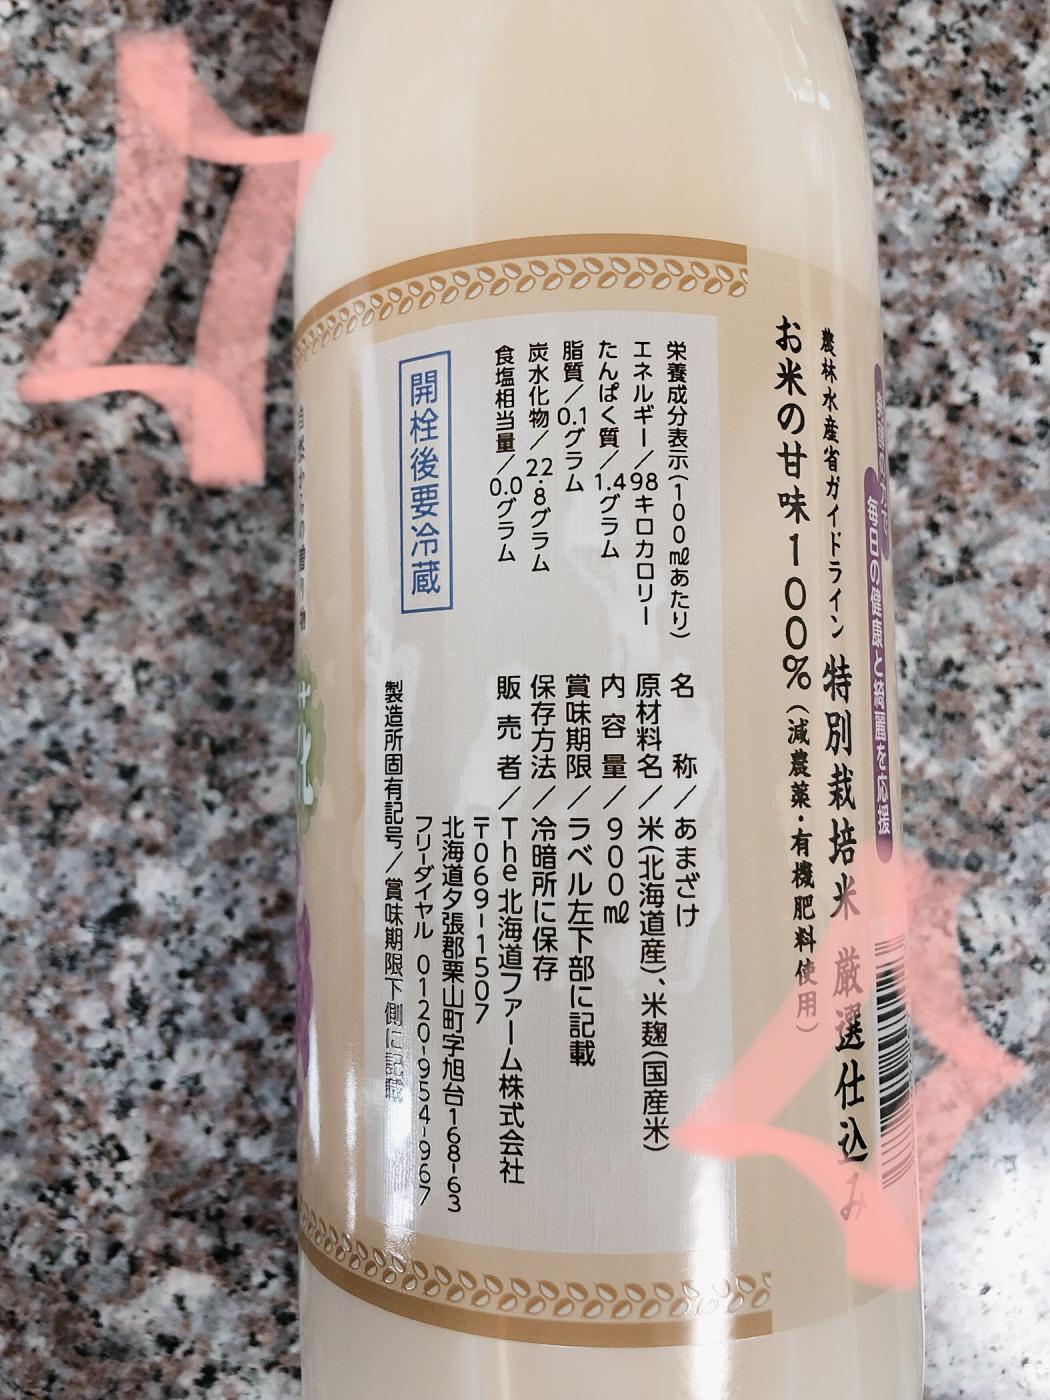 毎日の健康と綺麗を応援
農林水産省ガイドライン 特別栽培米 厳選仕込み
お米の甘味100%(減農薬・有機肥料使用)
栄養成分表示(100mlあたり)
エネルギー/98キロカロリー
たんぱく質/1.4グラム
脂質/0.1グラム
炭水化物/22.8グラム
食塩相当量/0.0グラム
開栓後要冷蔵
名称/あまざけ
原材料名/米(北海道産)、米麹(国産米)
内容量/900ml
賞味期限/ラベル左下部に記載
保存方法/冷暗所に保存
販売者/The北海道ファーム株式会社
〒069-1507
北海道夕張郡栗山町字旭台168-63
フリーダイヤル 0120-954-967
製造所固有記号/賞味期限下側に記載
花